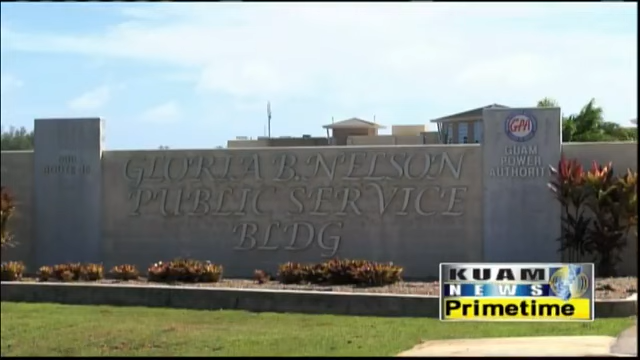 GLORIA B. NELSON
PUBLIC SERVICE
BLDG
GPA
GUAM
POWER
AUTHORITY
KUAM
NEWS
Primetime